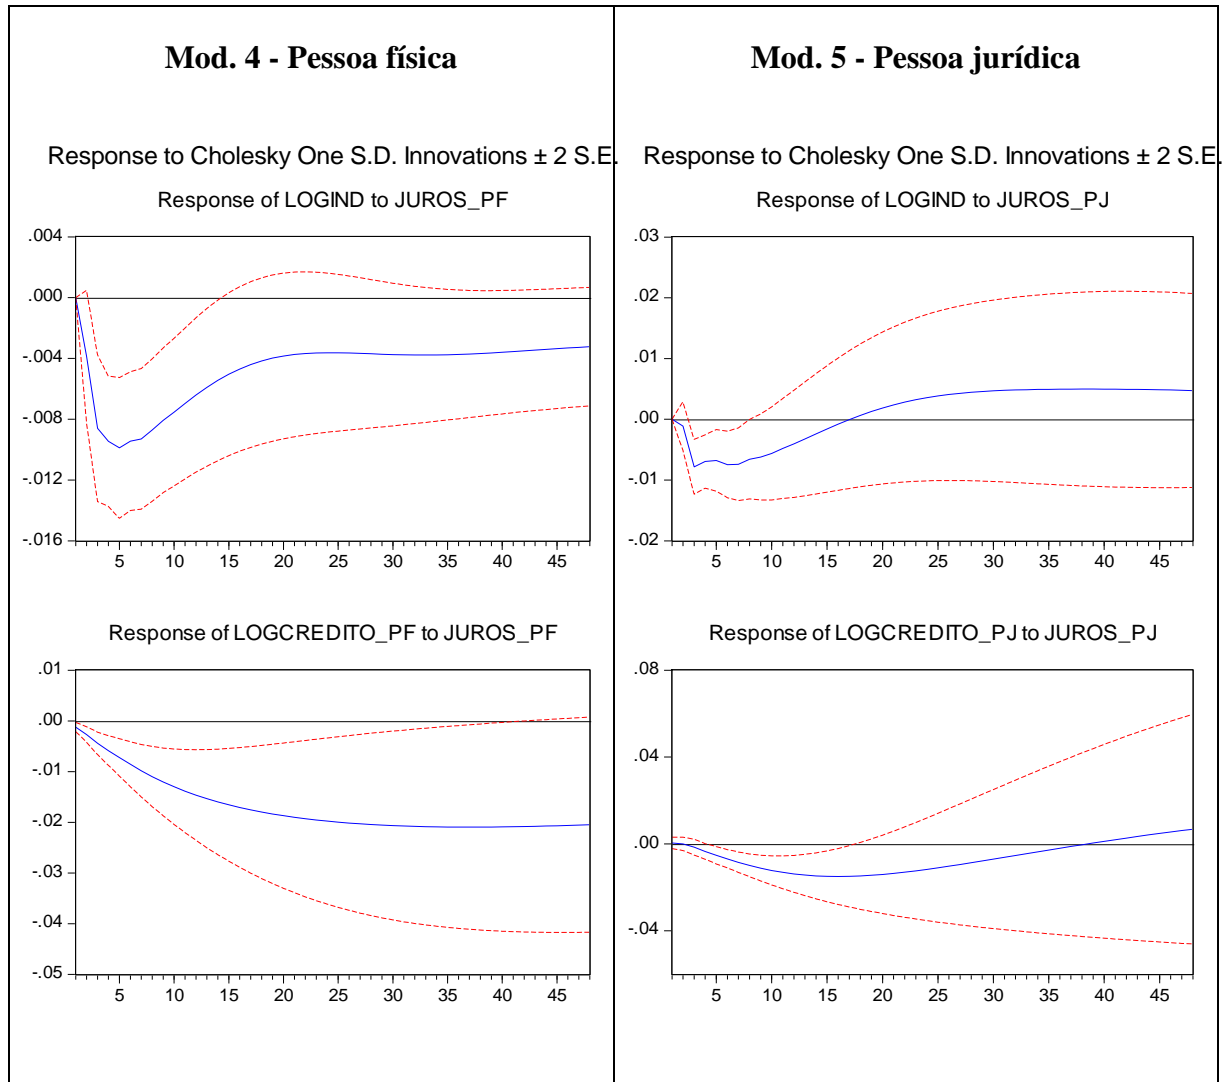 Mod. 4 - Pessoa física
Response to Cholesky One S.D. Innovations ± 2 S.E.
Response of LOGIND to JUROS_PF
.004
.000
-.004
-.008
-.012
-.016
5 10 15 20 25 30 35 40 45
Response of LOGCREDITO_PF to JUROS_PF
.01
.00
-.01
-.02
-.03
-.04
-.05
5 10 15 20 25 30 35 40 45
Mod. 5 - Pessoa jurídica
Response to Cholesky One S.D. Innovations ± 2 S.E.
Response of LOGIND to JUROS_PJ
.03
.02
.01
.00
-.01
-.02
5 10 15 20 25 30 35 40 45
Response of LOGCREDITO_PJ to JUROS_PJ
.08
.04
.00
-.04
5 10 15 20 25 30 35 40 45